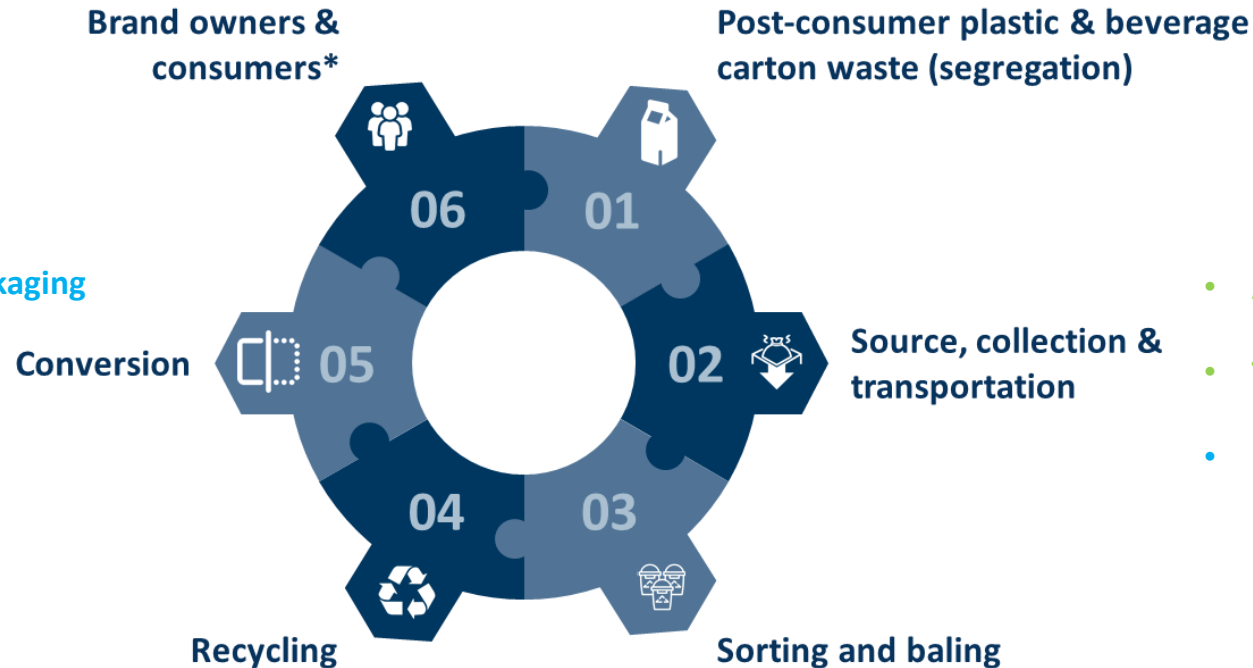 Brand owners &
consumers*
Post-consumer plastic & beverage
carton waste (segregation)
06
01
kaging
Conversion
05
02
Source, collection &
transportation
04
03
Recycling
Sorting and baling